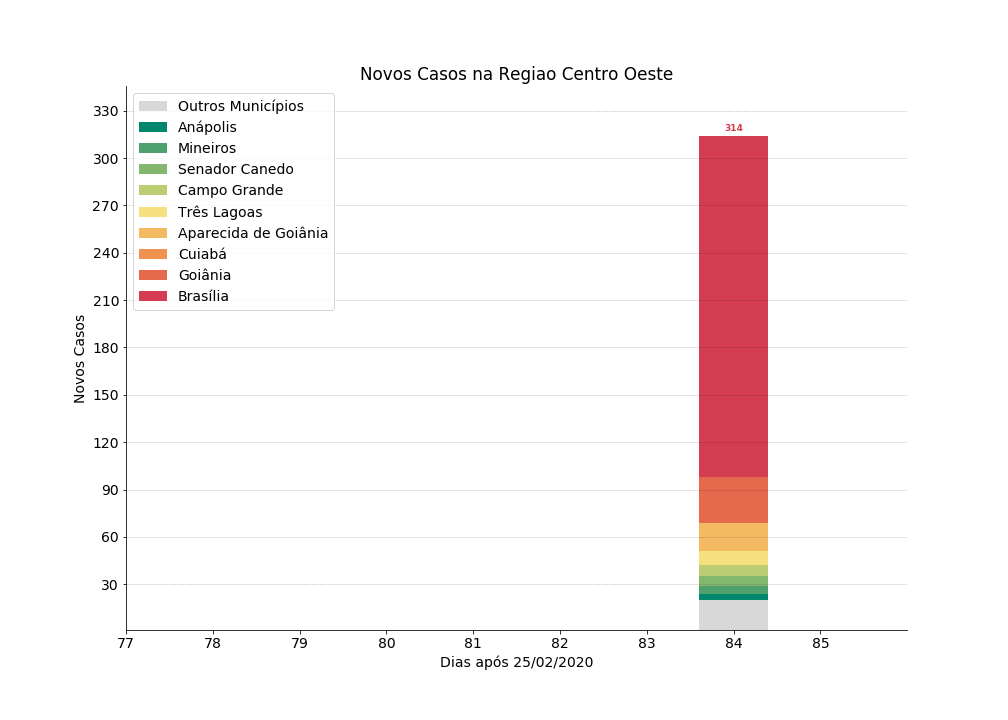 Novos Casos na Regiao Centro Oeste
Outros Municípios
Anápolis
Mineiros
Senador Canedo
Campo Grande
Três Lagoas
Aparecida de Goiânia
Cuiabá
Goiânia
Brasília
314
Novos Casos
330
300
270
240
210
180
150
120
90
60
30
77 78 79 80 81 82 83 84 85
Dias após 25/02/2020